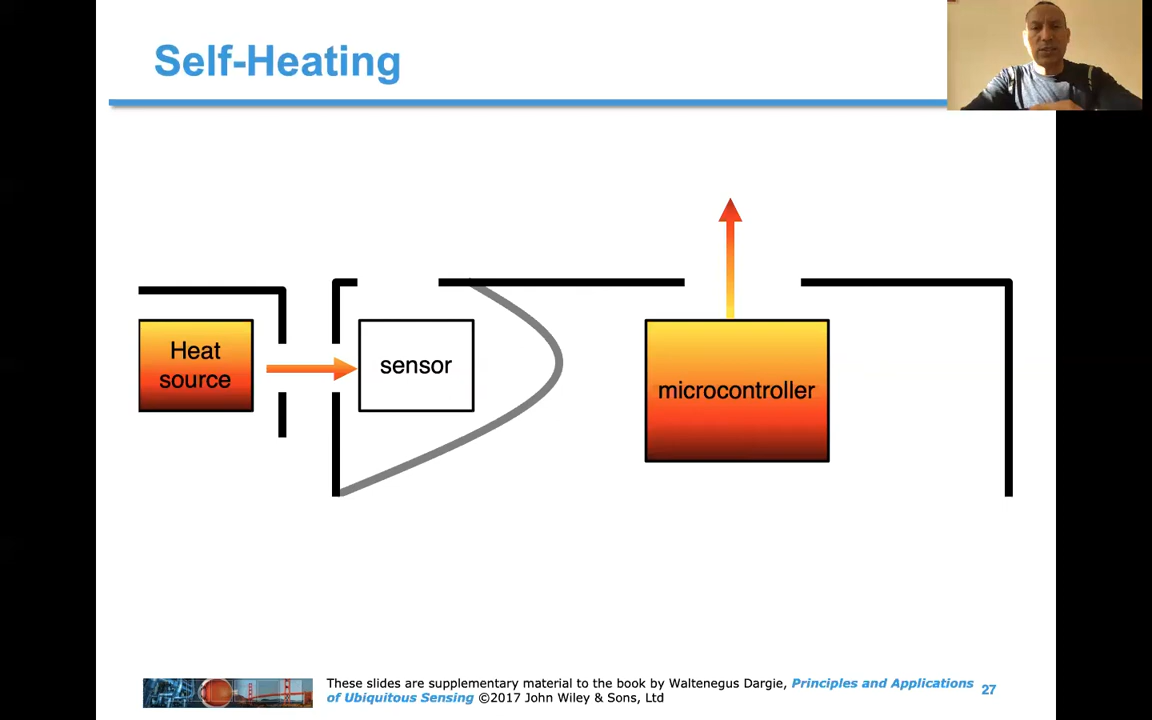 Self-Heating
Heat
source
sensor
microcontroller
These slides are supplementary material to the book by Waltenegus Dargie, Principles and Applications
of Ubiquitous Sensing ©2017 John Wiley & Sons, Ltd
27